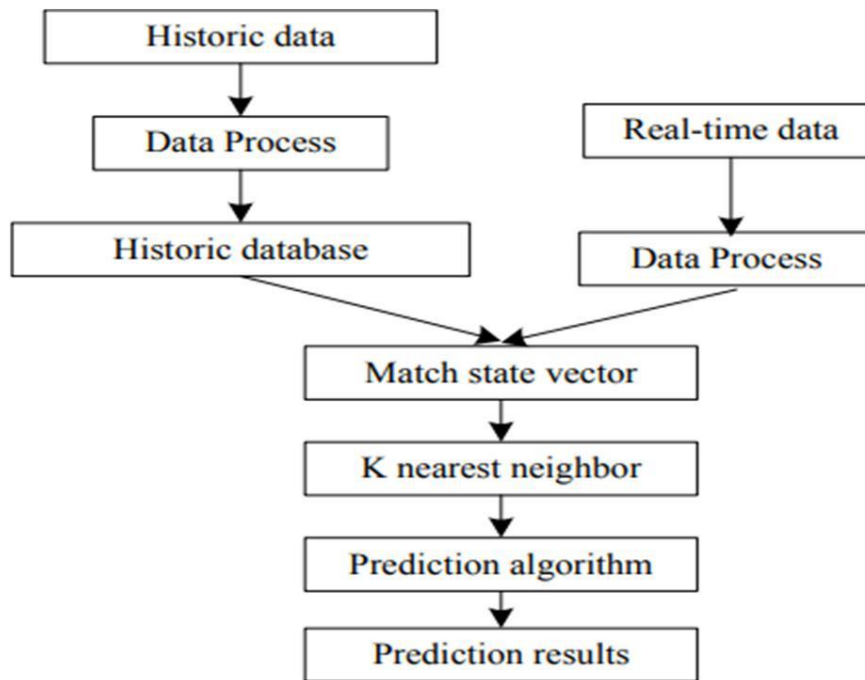 Historic data
Data Process
Real-time data
Historic database
Data Process
Match state vector
K nearest neighbor
Prediction algorithm
Prediction results